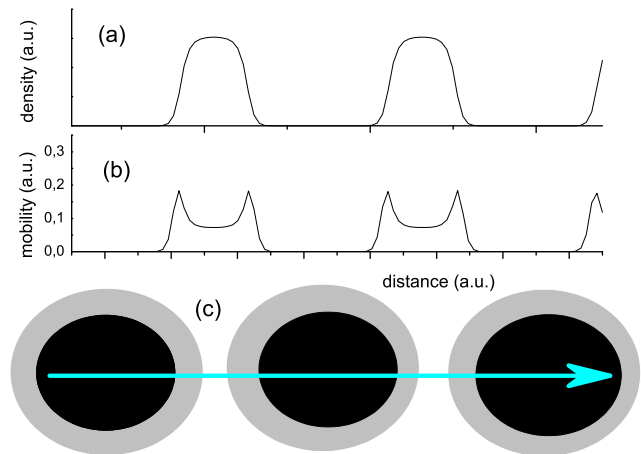 (a)
density (a.u.)
(b)
0,3
0,2
0,1
0,0
mobility (a.u.)
distance (a.u.)
(c)